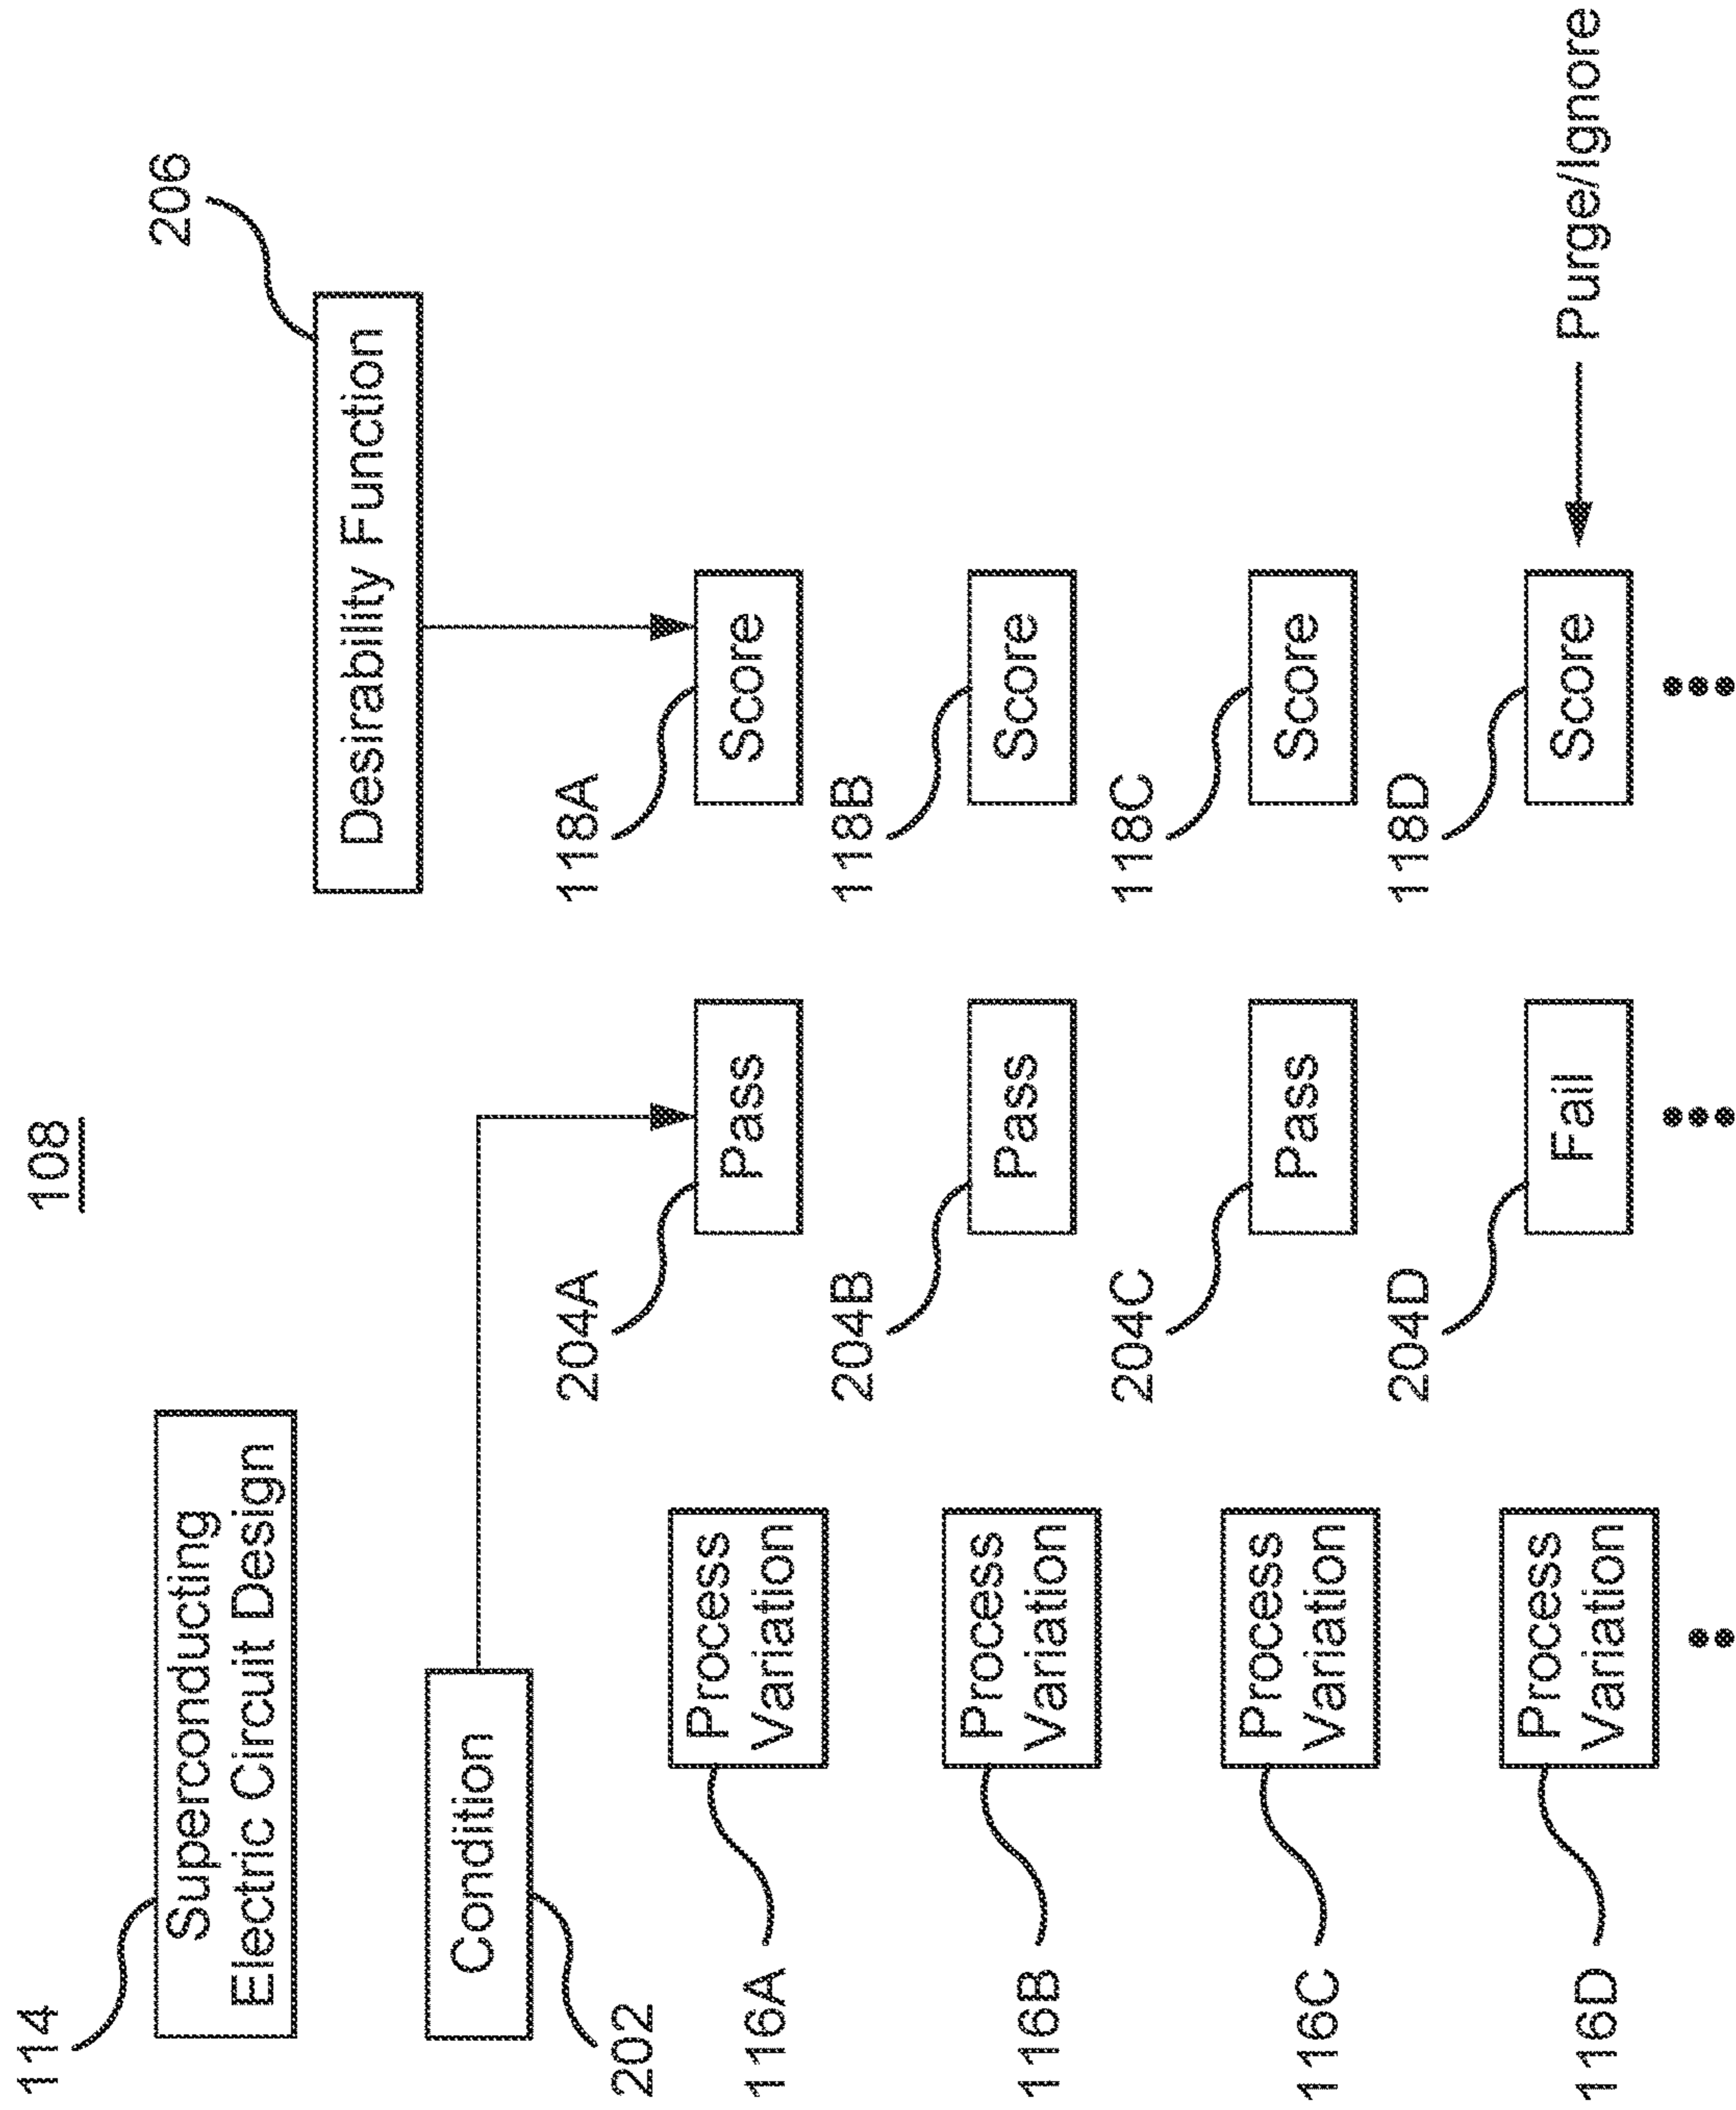 108
114
Superconducting
Electric Circuit Design
206
Desirability Function
Condition
202
116A
Process
Variation
204A
Pass
118A
Score
116B
Process
Variation
204B
Pass
118B
Score
116C
Process
Variation
204C
Pass
118C
Score
116D
Process
Variation
204D
Fail
118D
Score
Purge/Ignore